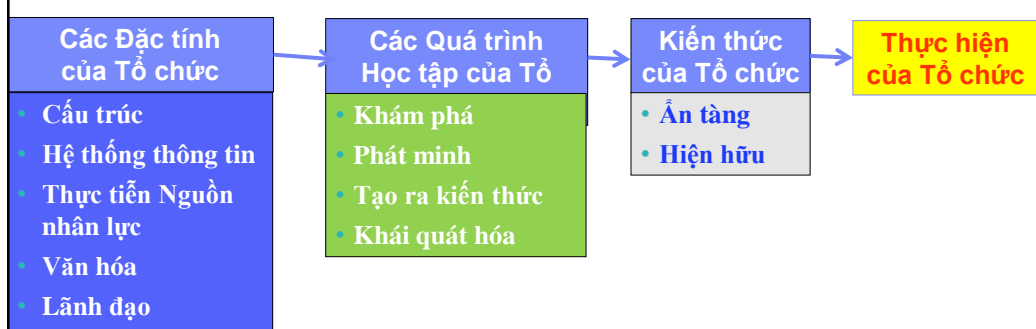 Các Đặc tính
của Tổ chức
• Cấu trúc
• Hệ thống thông tin
• Thực tiễn Nguồn
nhân lực
• Văn hóa
• Lãnh đạo
Các Quá trình
Học tập của Tổ
• Khám phá
• Phát minh
• Tạo ra kiến thức
• Khái quát hóa
Kiến thức
của Tổ chức
• Ẩn tàng
• Hiện hữu
Thực hiện
của Tổ chức